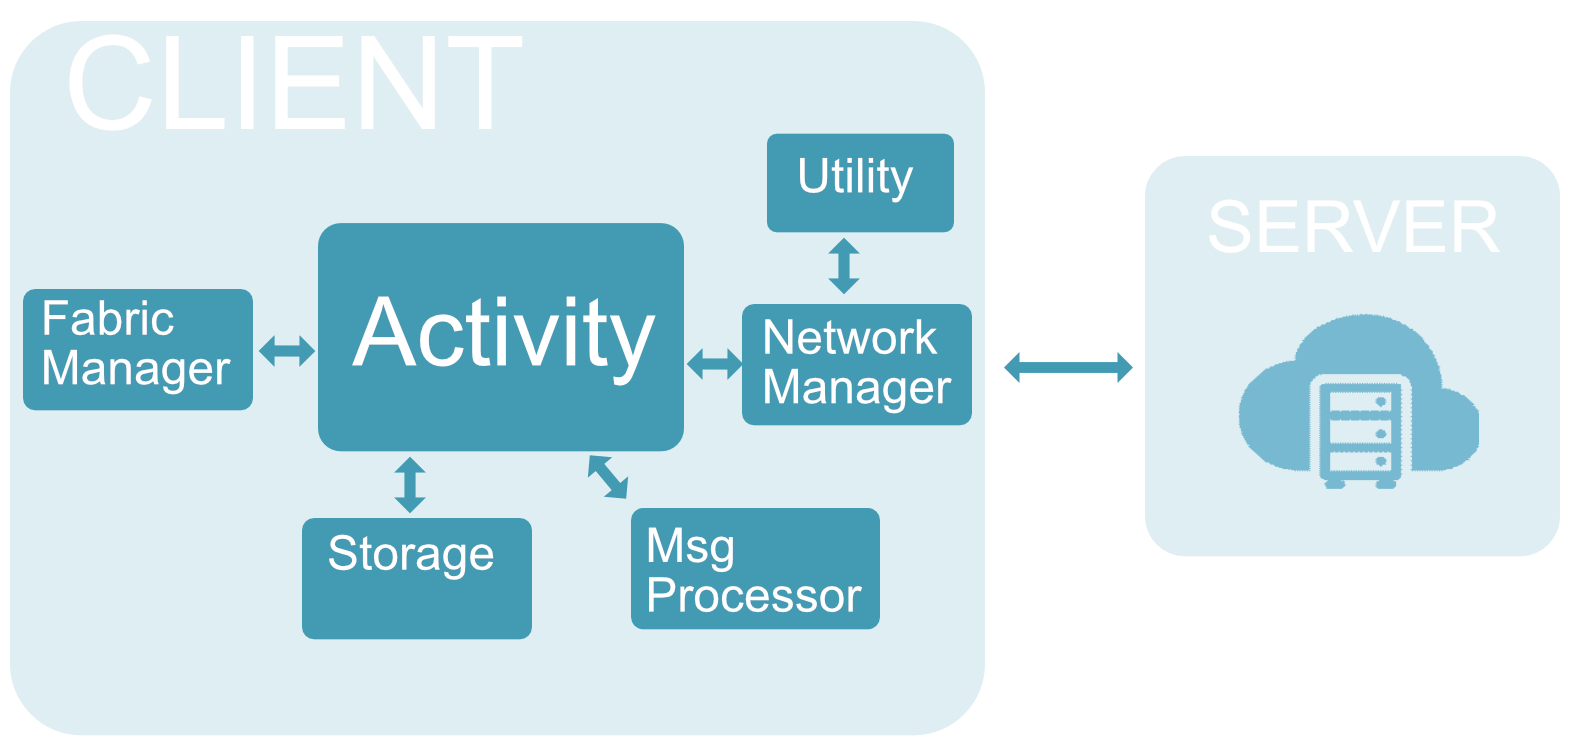 CLIENT
Utility
SERVER
Fabric
Manager
Activity
Network
Manager
Storage
Msg
Processor